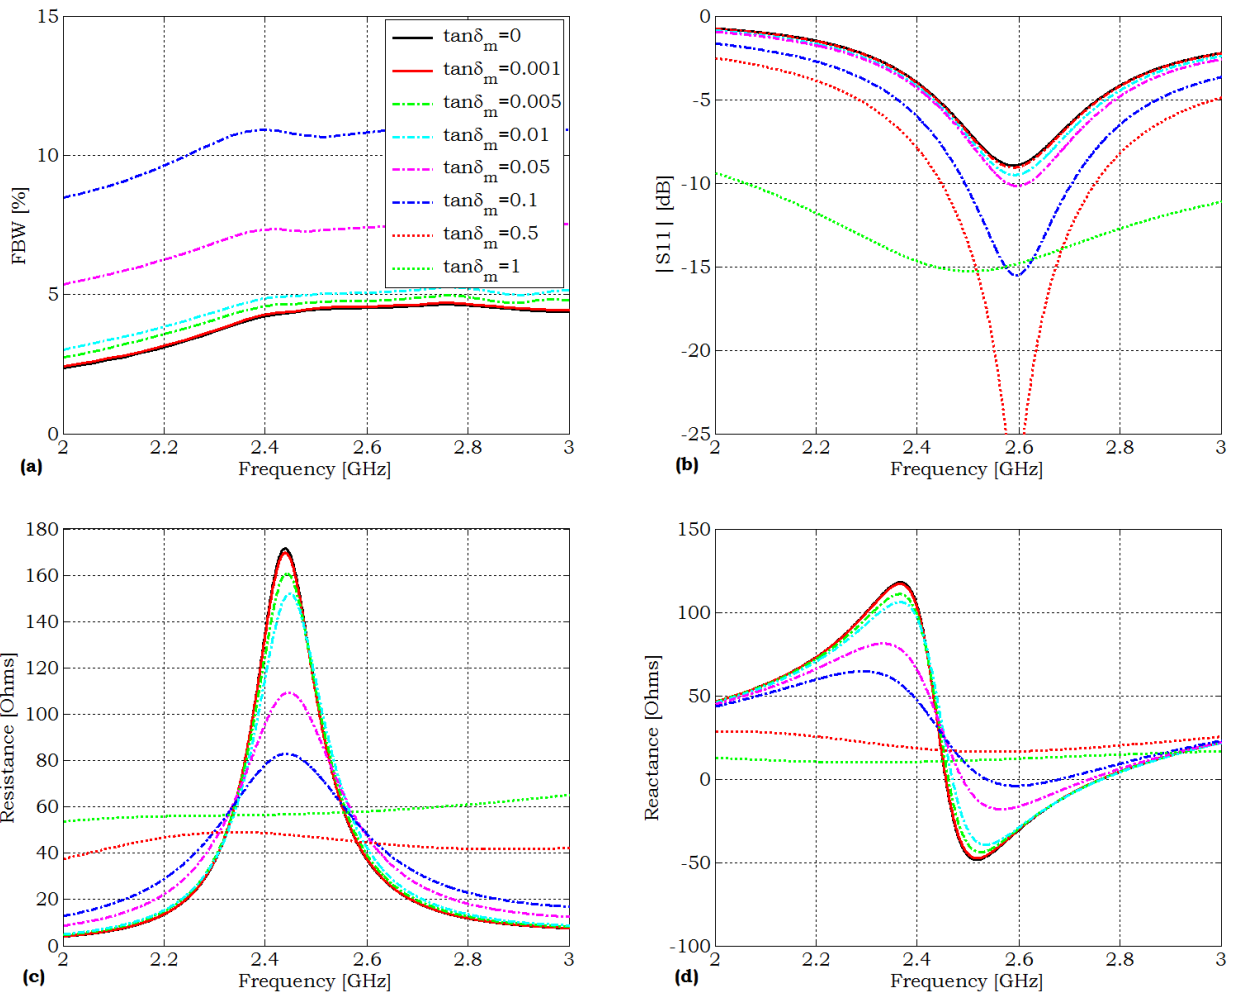 15
10
5
0
FBW [%]
tanδm=0
tanδm=0.001
tanδm=0.005
tanδm=0.01
tanδm=0.05
tanδm=0.1
tanδm=0.5
tanδm=1
2 2.2 2.4 2.6 2.8 3
(a) Frequency [GHz]
0
-5
-10
-15
-20
-25
|S11| [dB]
2 2.2 2.4 2.6 2.8 3
(b) Frequency [GHz]
180
160
140
120
100
80
60
40
20
0
Resistance [Ohms]
2 2.2 2.4 2.6 2.8 3
(c) Frequency [GHz]
150
100
50
0
-50
-100
Reactance [Ohms]
2 2.2 2.4 2.6 2.8 3
(d) Frequency [GHz]